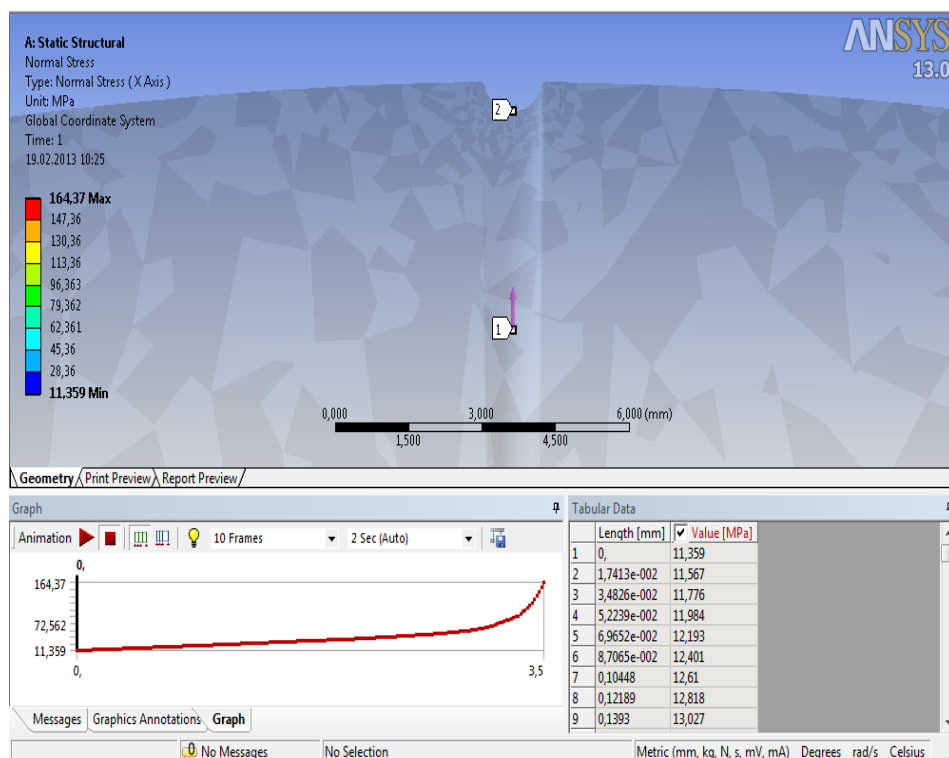 A: Static Structural
Normal Stress
Type: Normal Stress ( X Axis )
Unit: MPa
Global Coordinate System
Time: 1
19.02.2013 10:25
ANSYS
13.0
164,37 Max
147,36
130,36
113,36
96,363
79,362
62,361
45,36
28,36
11,359 Min
2
1
0,000 3,000 6,000 (mm)
1,500 4,500
Geometry Print Preview Report Preview
Graph
Animation 10 Frames 2 Sec (Auto)
0,
164,37
72,562
11,359
0, 3,5
Messages Graphics Annotations Graph
Tabular Data
Length [mm] Value [MPa]
1 0, 11,359
2 1,7413e-002 11,567
3 3,4826e-002 11,776
4 5,2239e-002 11,984
5 6,9652e-002 12,193
6 8,7065e-002 12,401
7 0,10448 12,61
8 0,12189 12,818
9 0,1393 13,027
No Messages No Selection Metric (mm, kg, N, s, mV, mA) Degrees rad/s Celsius